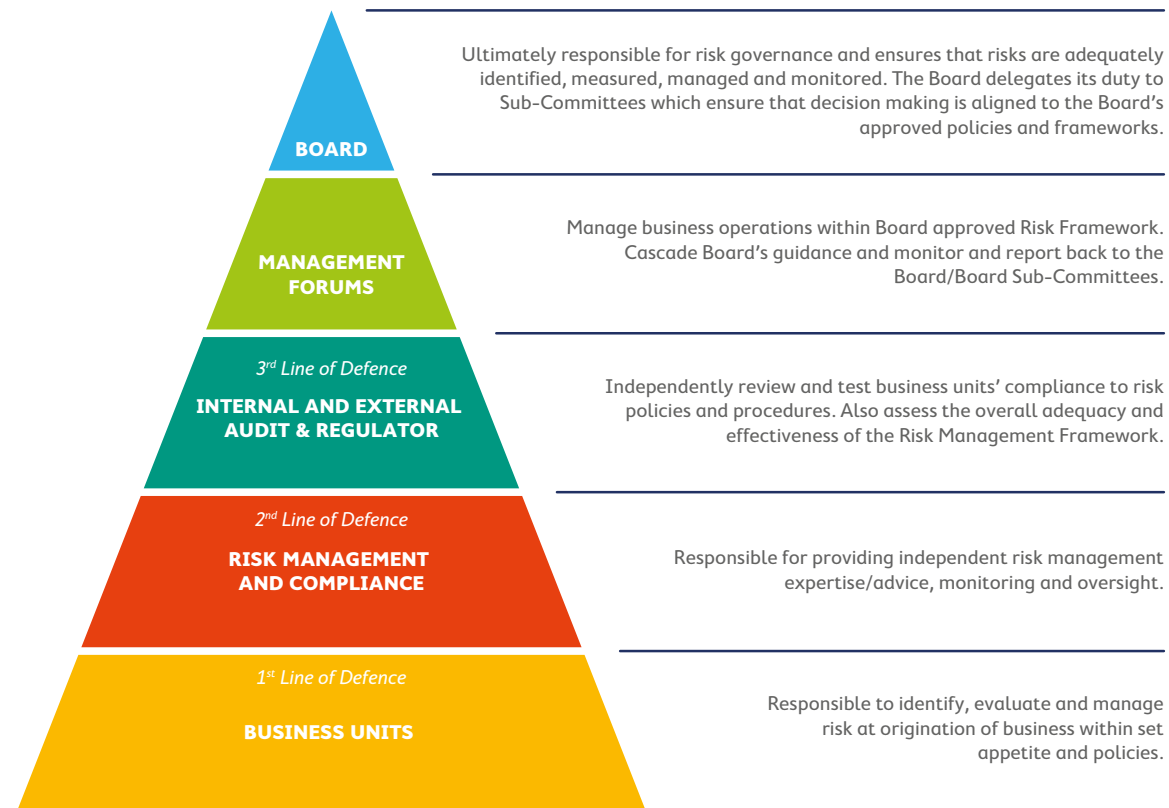 BOARD
Ultimately responsible for risk governance and ensures that risks are adequately
identified, measured, managed and monitored. The Board delegates its duty to
Sub-Committees which ensure that decision making is aligned to the Board’s
approved policies and frameworks.
MANAGEMENT
FORUMS
Manage business operations within Board approved Risk Framework.
Cascade Board’s guidance and monitor and report back to the
Board/Board Sub-Committees.
3rd Line of Defence
INTERNAL AND EXTERNAL
AUDIT & REGULATOR
Independently review and test business units’ compliance to risk
policies and procedures. Also assess the overall adequacy and
effectiveness of the Risk Management Framework.
2nd Line of Defence
RISK MANAGEMENT
AND COMPLIANCE
Responsible for providing independent risk management
expertise/advice, monitoring and oversight.
1st Line of Defence
BUSINESS UNITS
Responsible to identify, evaluate and manage
risk at origination of business within set
appetite and policies.